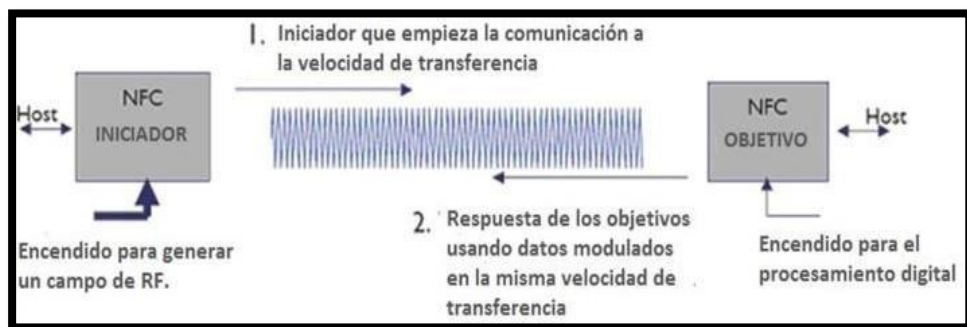 1. Iniciador que empieza la comunicación a
la velocidad de transferencia
NFC
INICIADOR
Host
NFC
OBJETIVO
Host
Encendido para generar
un campo de RF.
2. Respuesta de los objetivos
usando datos modulados
en la misma velocidad de
transferencia
Encendido para el
procesamiento digital